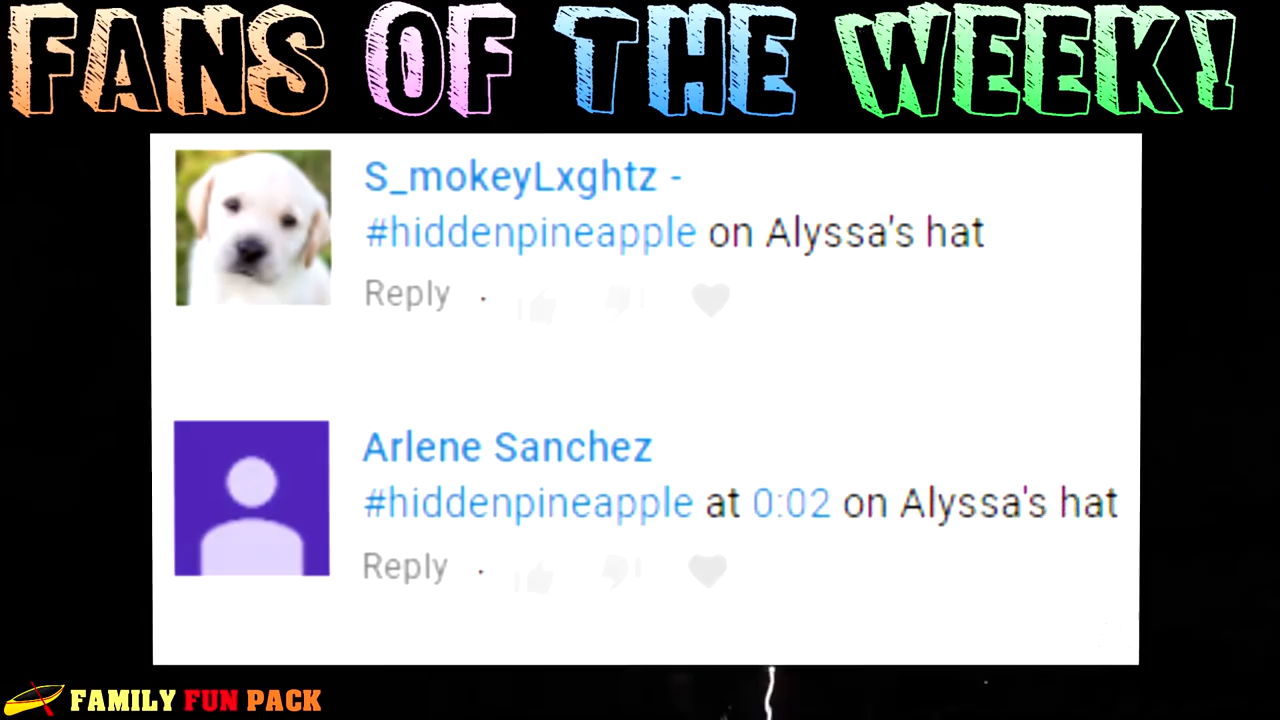 FANS OF THE WEEK!
S_mokeyLxghtz -
#hiddenpineapple on Alyssa's hat
Reply ·
Arlene Sanchez
#hiddenpineapple at 0:02 on Alyssa's hat
Reply ·
FAMILY FUN PACK